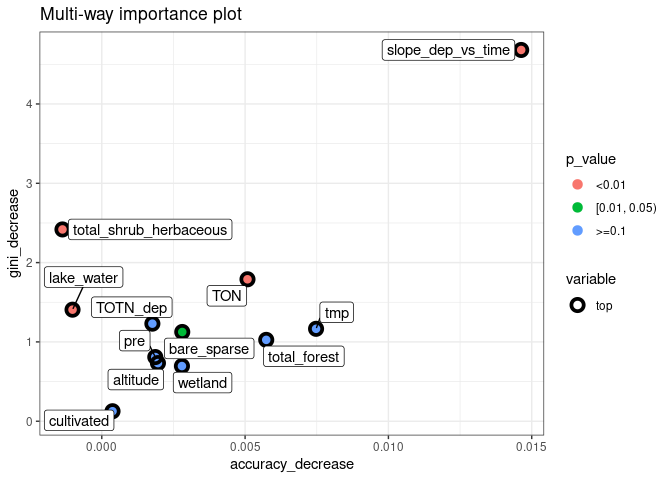 Multi-way importance plot
gini_decrease
4
3
2
1
0
slope_dep_vs_time
total_shrub_herbaceous
lake_water
TON
TOTN_dep
tmp
pre
bare_sparse
total_forest
altitude
wetland
cultivated
0.000
0.005
0.010
0.015
accuracy_decrease
p_value
<0.01
[0.01, 0.05)
>=0.1
variable
top